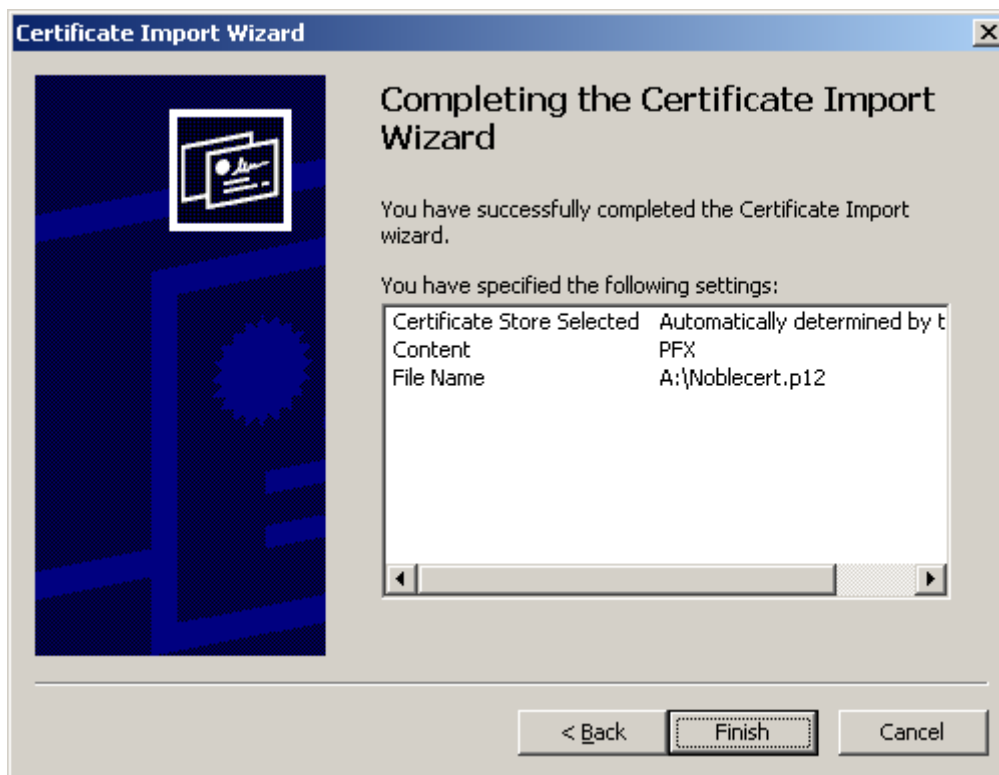 Certificate Import Wizard
Completing the Certificate Import
Wizard
You have successfully completed the Certificate Import
wizard.
You have specified the following settings:
Certificate Store Selected Automatically determined by t
Content PFX
File Name A:\Noblecert.p12
< Back Finish Cancel